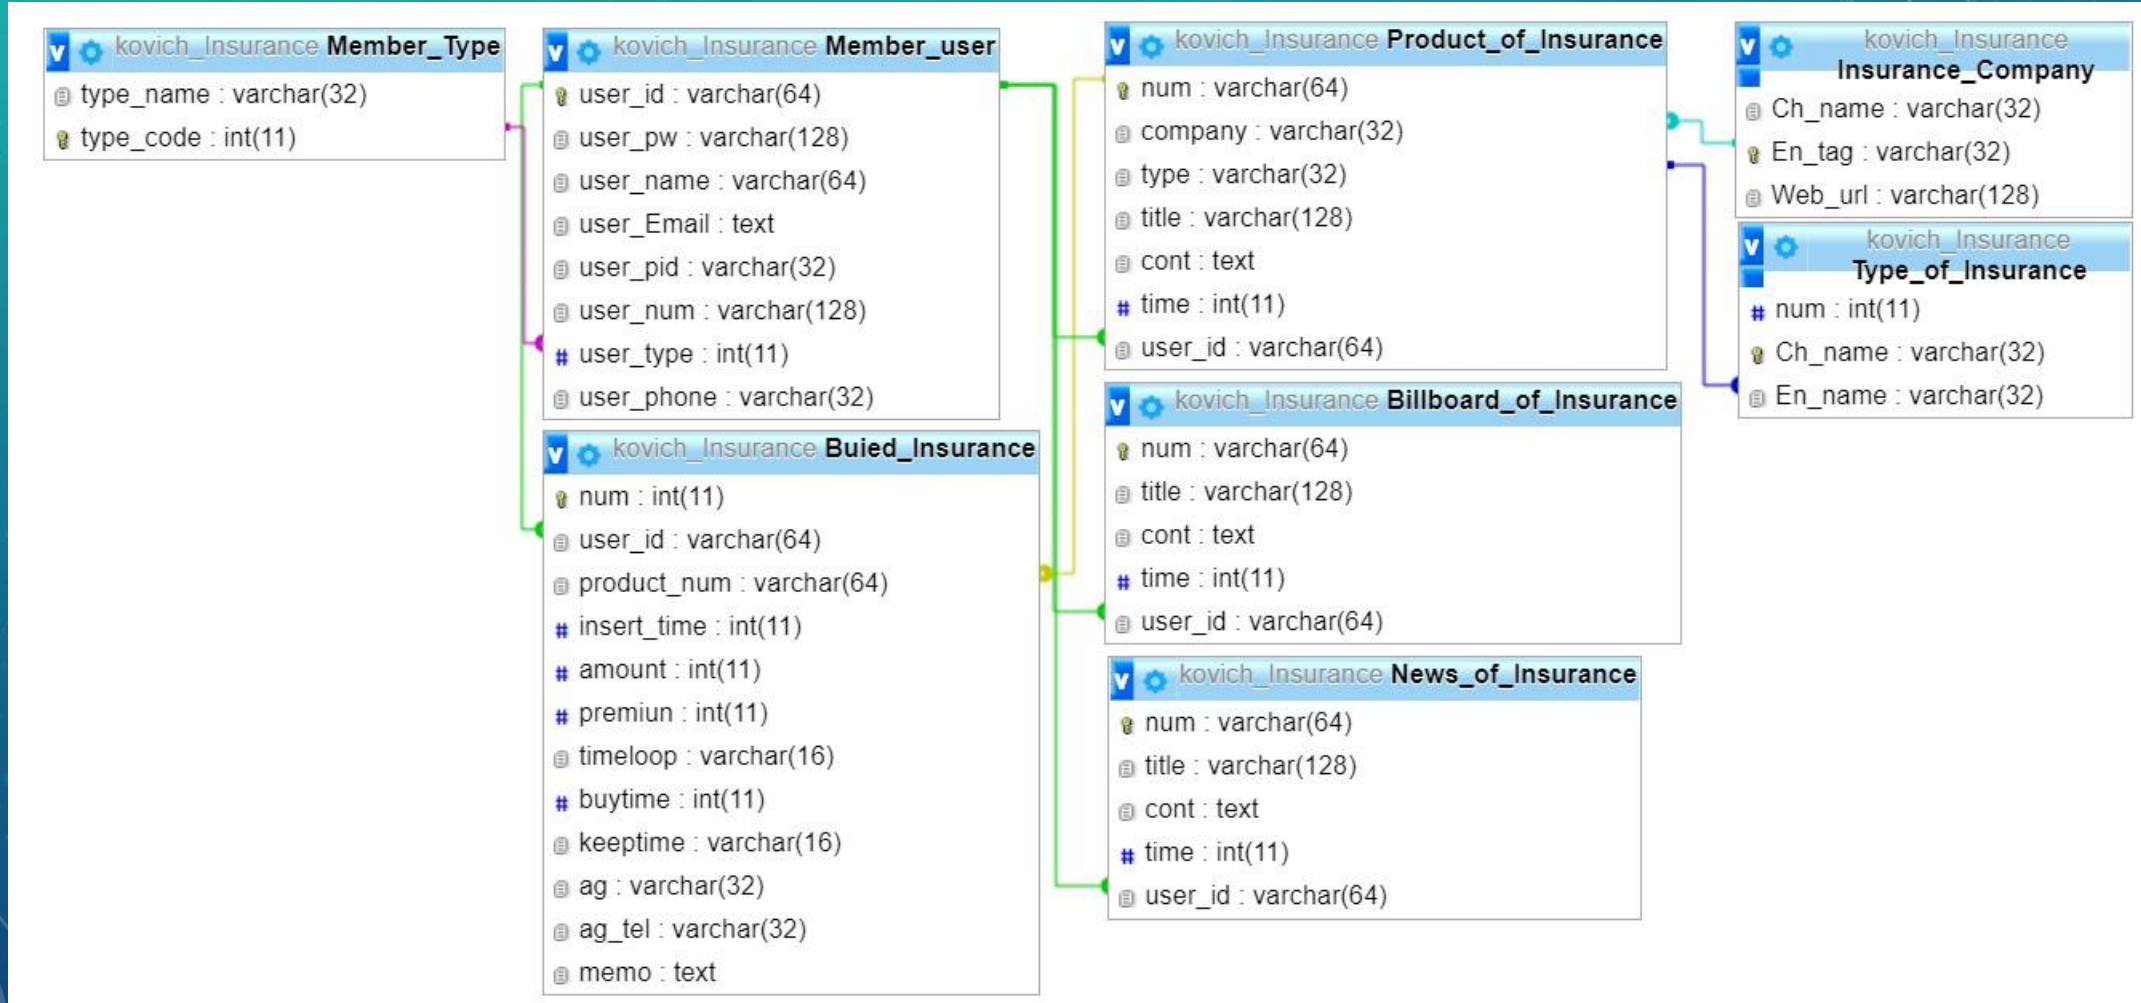 kovich_Insurance Member_Type
type_name : varchar(32)
type_code : int(11)
kovich_Insurance Member_user
user_id : varchar(64)
user_pw : varchar(128)
user_name : varchar(64)
user_Email : text
user_pid : varchar(32)
user_num : varchar(128)
user_type : int(11)
user_phone : varchar(32)
kovich_Insurance Buied_Insurance
num : int(11)
user_id : varchar(64)
product_num : varchar(64)
insert_time : int(11)
amount : int(11)
premiun : int(11)
timeloop : varchar(16)
buytime : int(11)
keeptime : varchar(16)
ag : varchar(32)
ag_tel : varchar(32)
memo : text
kovich_Insurance Product_of_Insurance
num : varchar(64)
company : varchar(32)
type : varchar(32)
title : varchar(128)
cont : text
time : int(11)
user_id : varchar(64)
kovich_Insurance Billboard_of_Insurance
num : varchar(64)
title : varchar(128)
cont : text
time : int(11)
user_id : varchar(64)
kovich_Insurance News_of_Insurance
num : varchar(64)
title : varchar(128)
cont : text
time : int(11)
user_id : varchar(64)
kovich_Insurance
Insurance_Company
Ch_name : varchar(32)
En_tag : varchar(32)
Web_url : varchar(128)
kovich_Insurance
Type_of_Insurance
num : int(11)
Ch_name : varchar(32)
En_name : varchar(32)